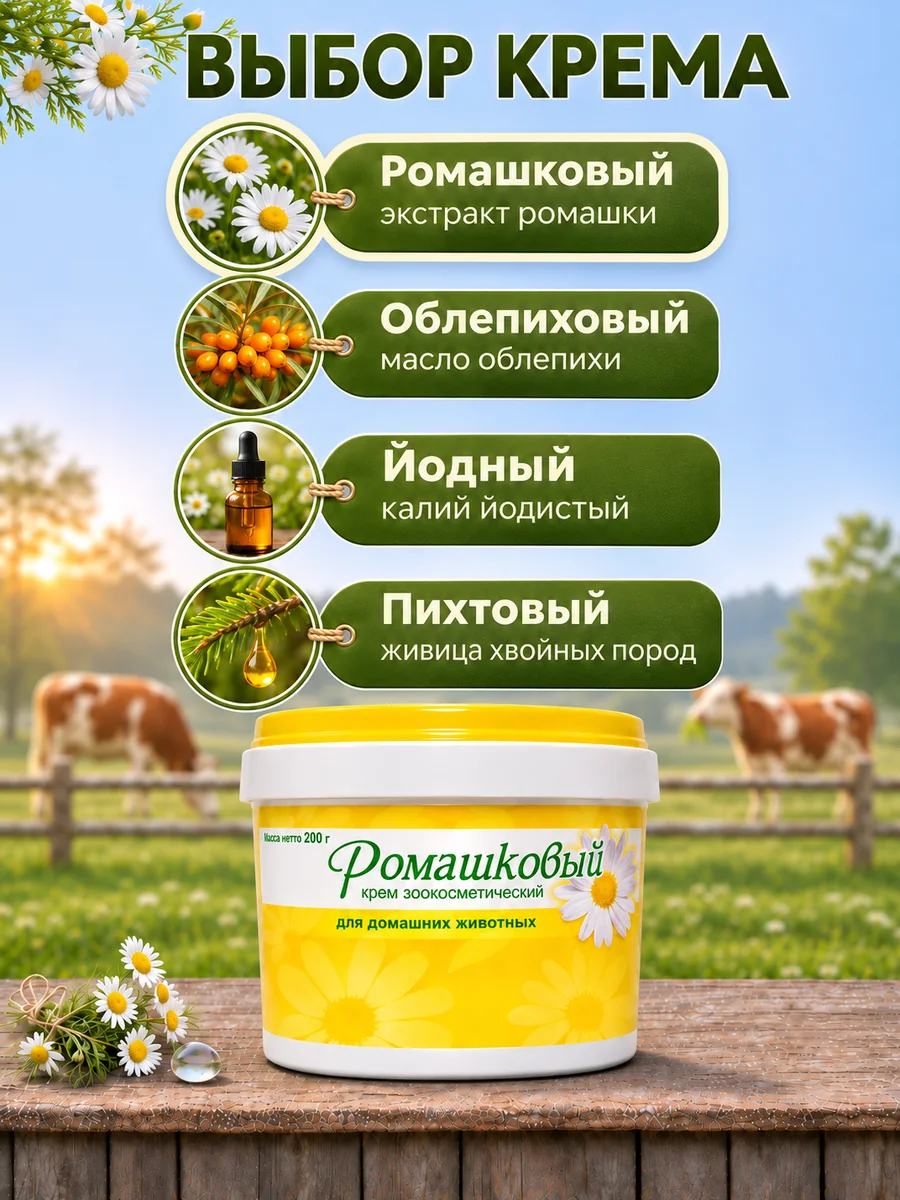 ВЫБОР КРЕМА
Ромашковый
экстракт ромашки
Облепиховый
масло облепихи
Йодный
калий йодистый
Пихтовый
живица хвойных пород
Масса нетто 200 г
Ромашковый
крем зоокосметический
для домашних животных